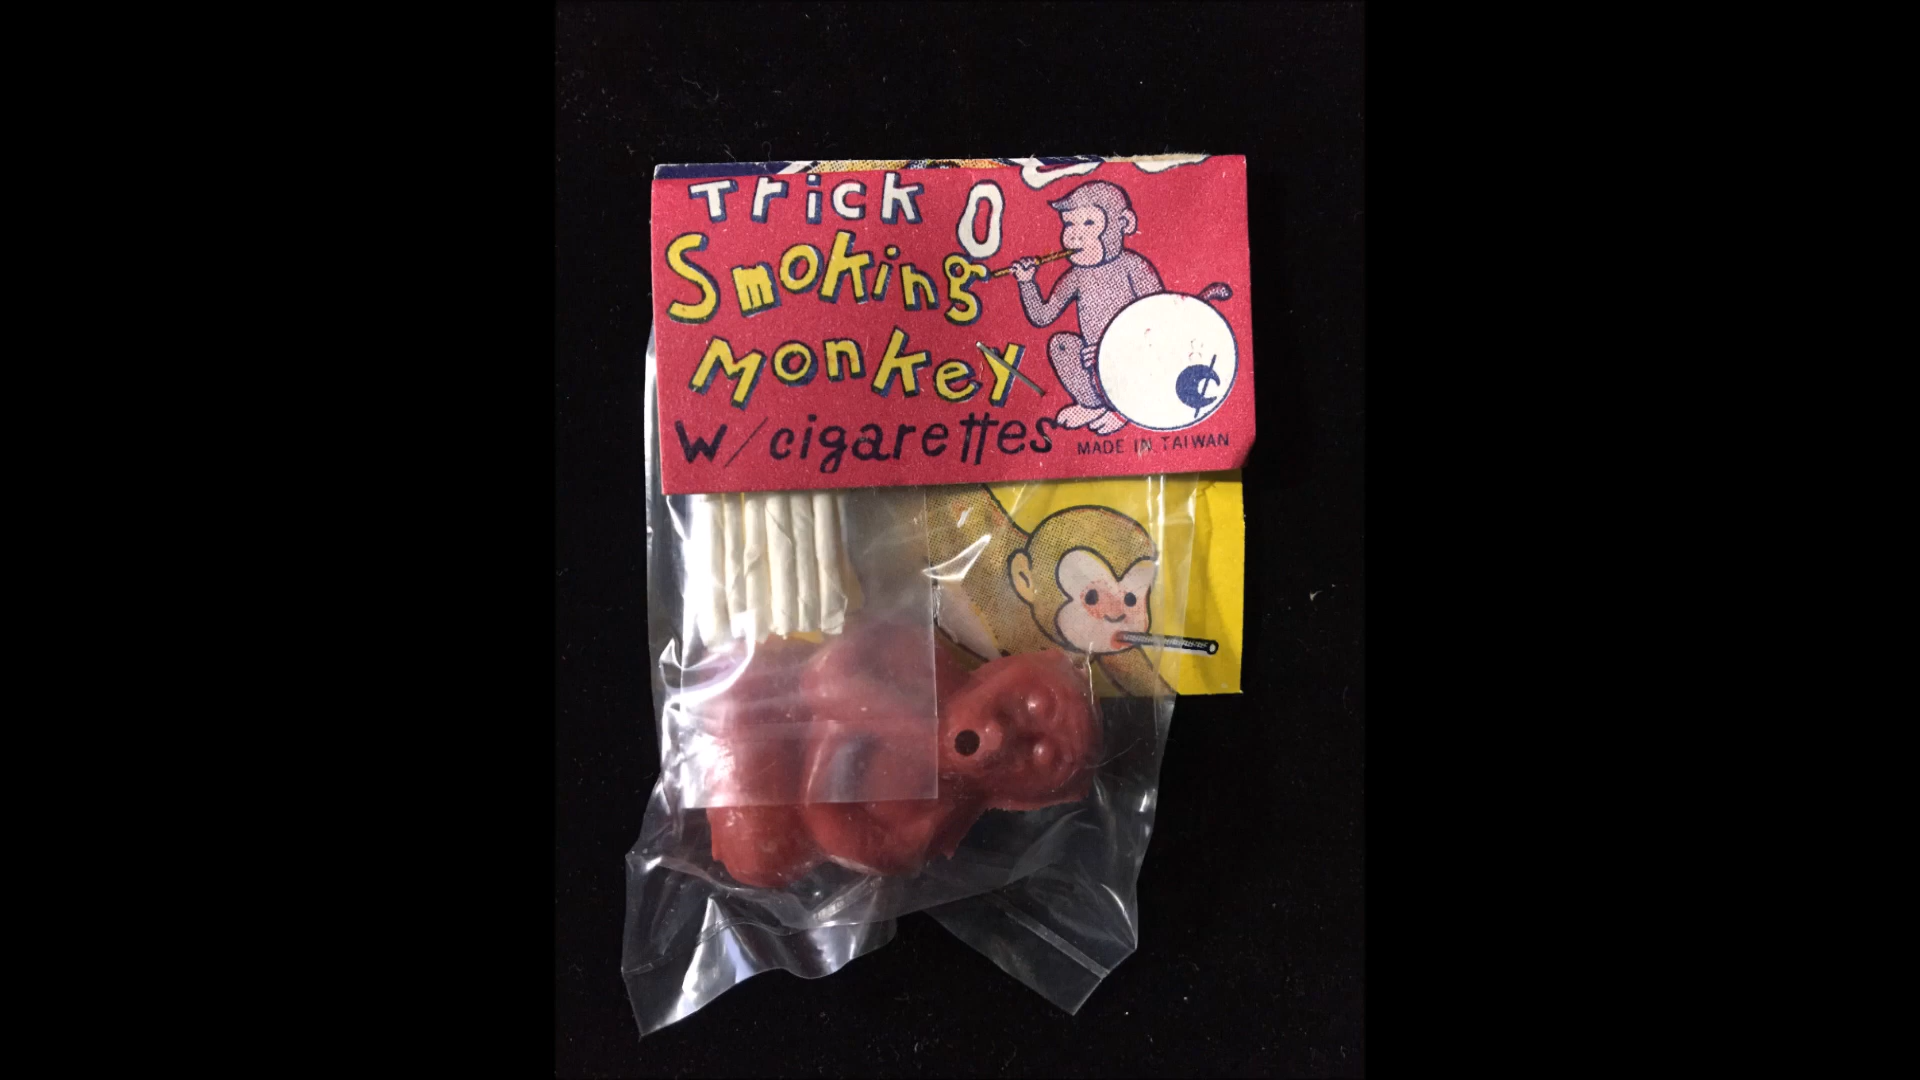 Trick
Smoking
Monkey
w/cigarettes
MADE IN TAIWAN
¢